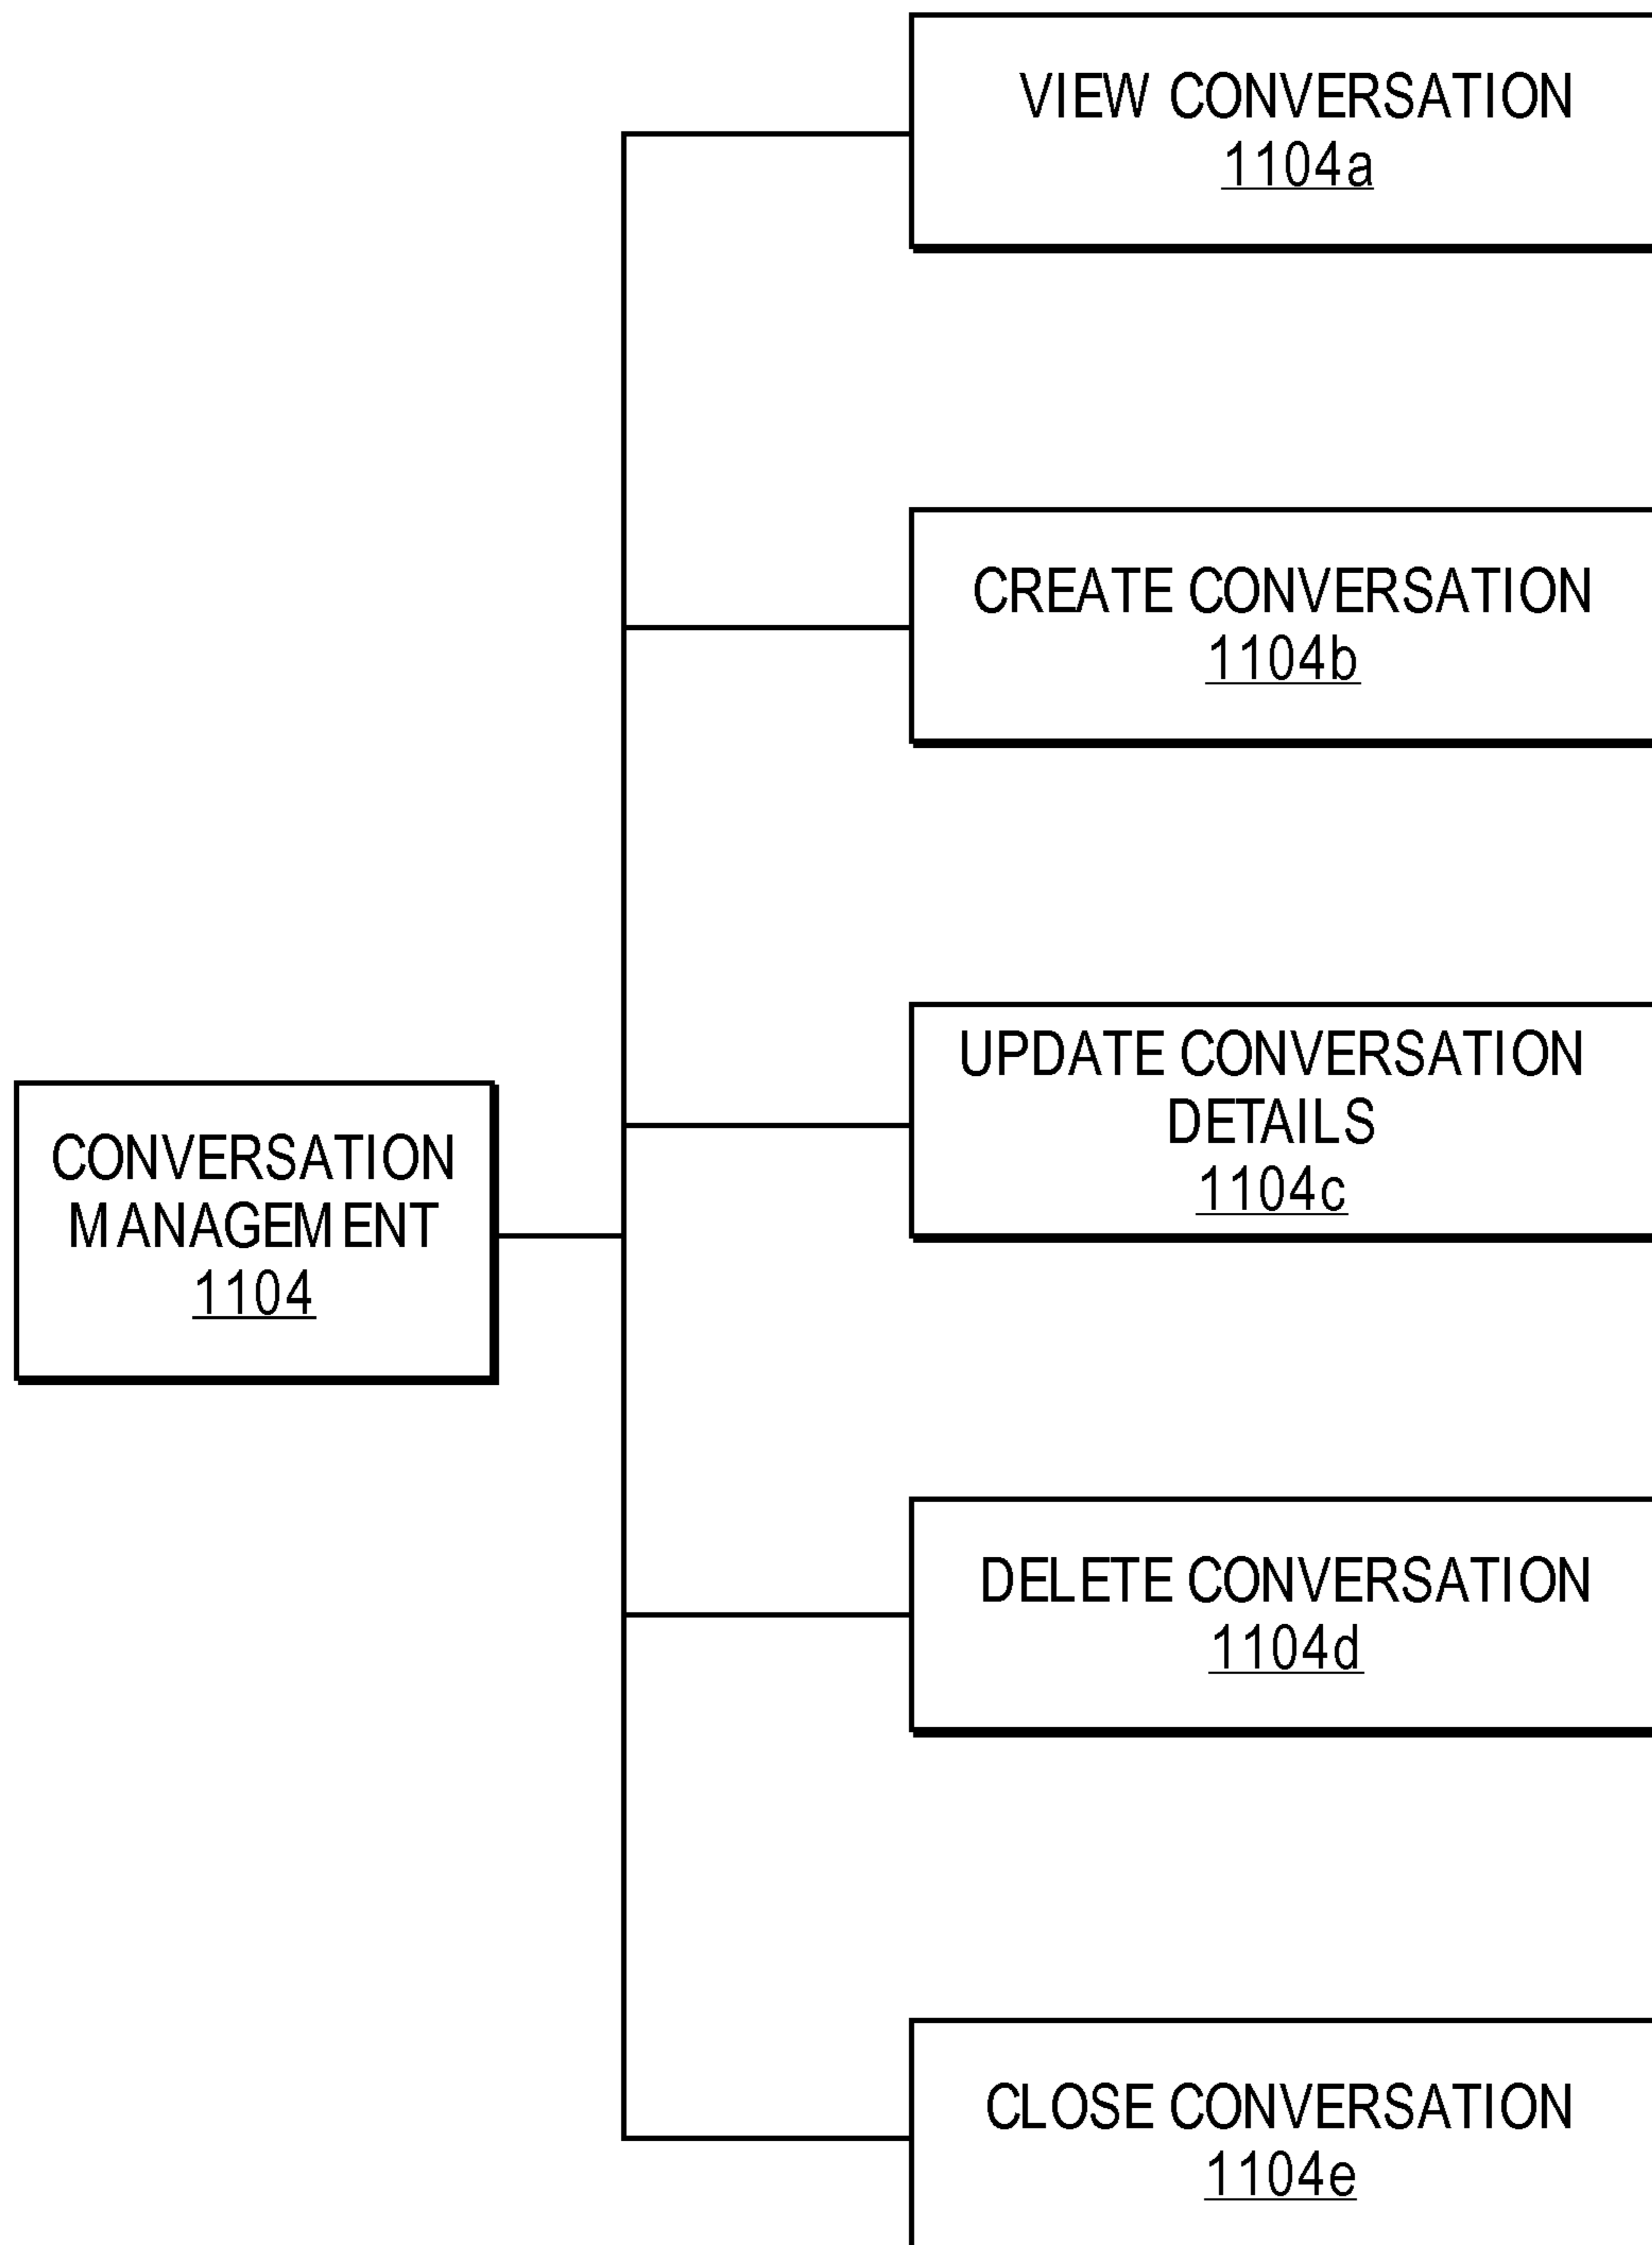 VIEW CONVERSATION
1104a
CREATE CONVERSATION
1104b
UPDATE CONVERSATION
DETAILS
1104c
CONVERSATION
MANAGEMENT
1104
DELETE CONVERSATION
1104d
CLOSE CONVERSATION
1104e